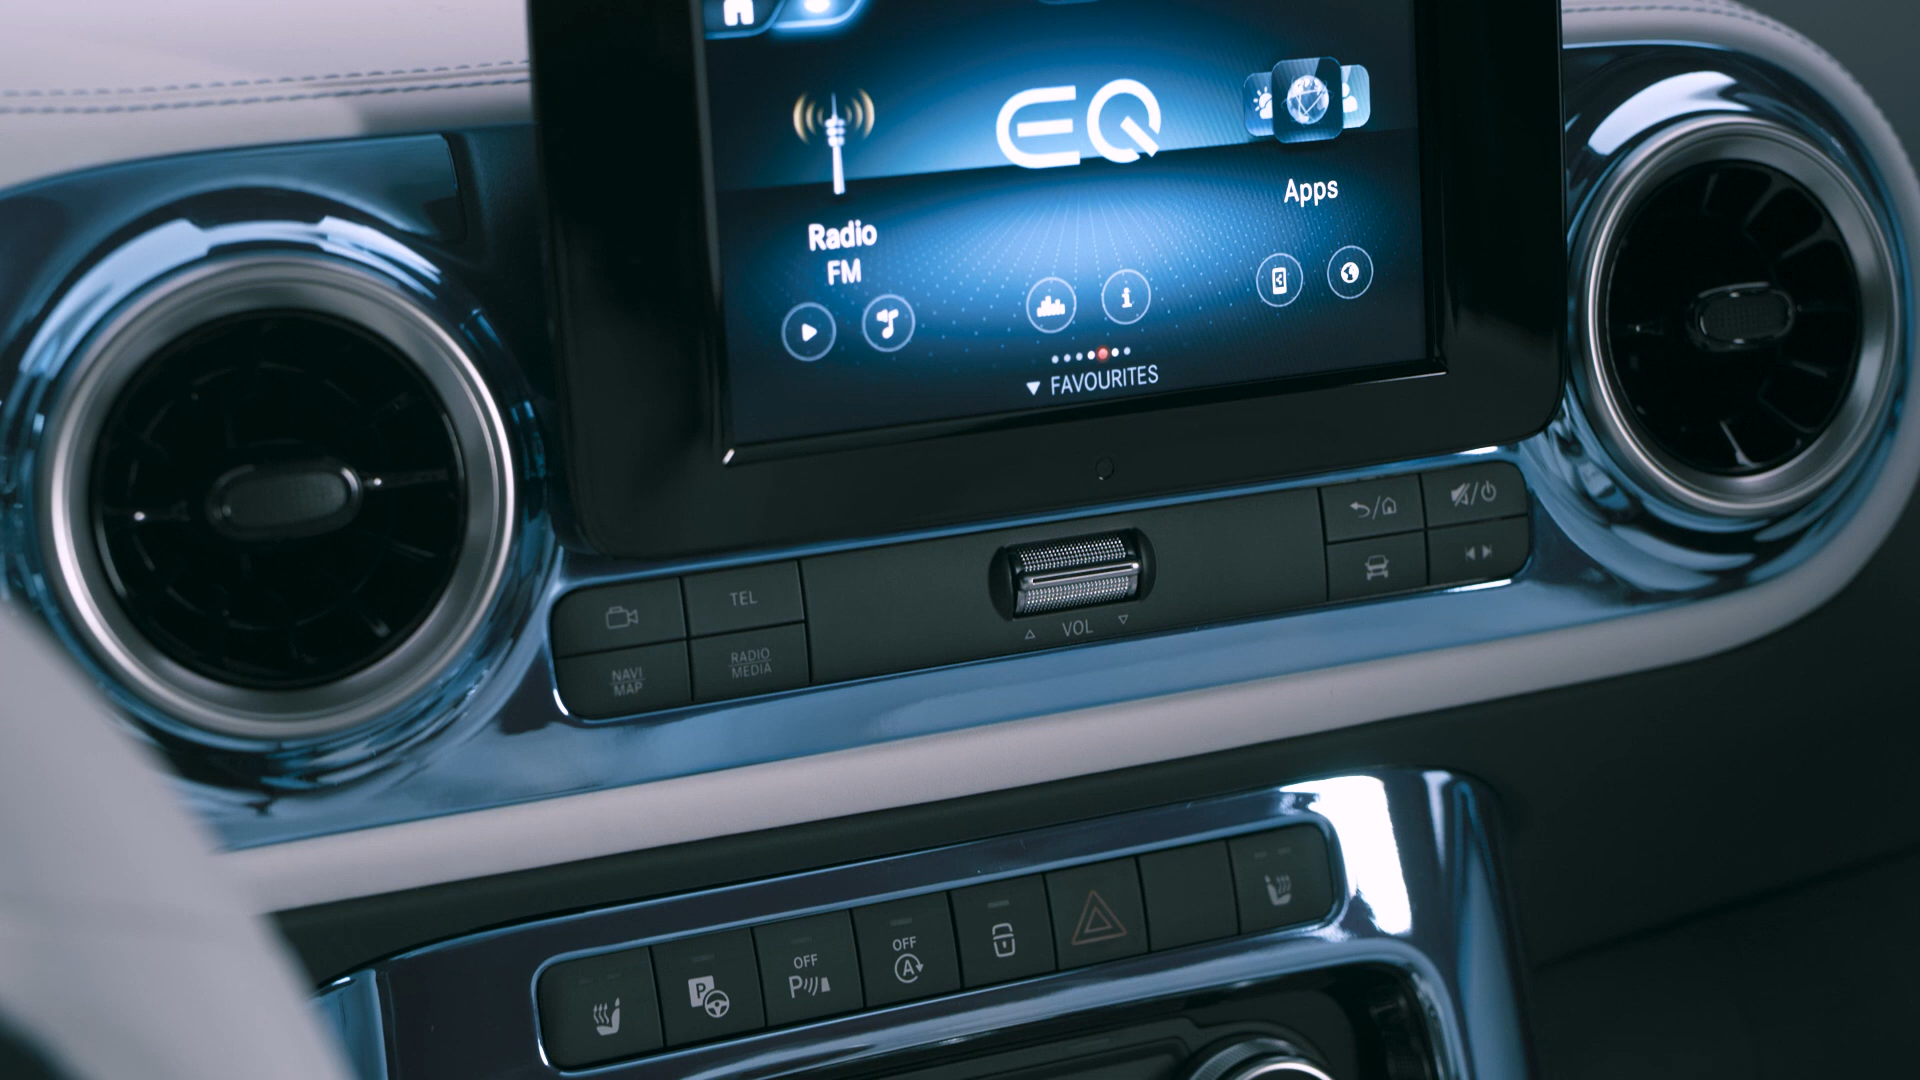 EQ
Apps
Radio
FM
FAVOURITES
TEL
VOL
NAVI
MAP
RADIO
MEDIA
OFF
A
P
OFF
P